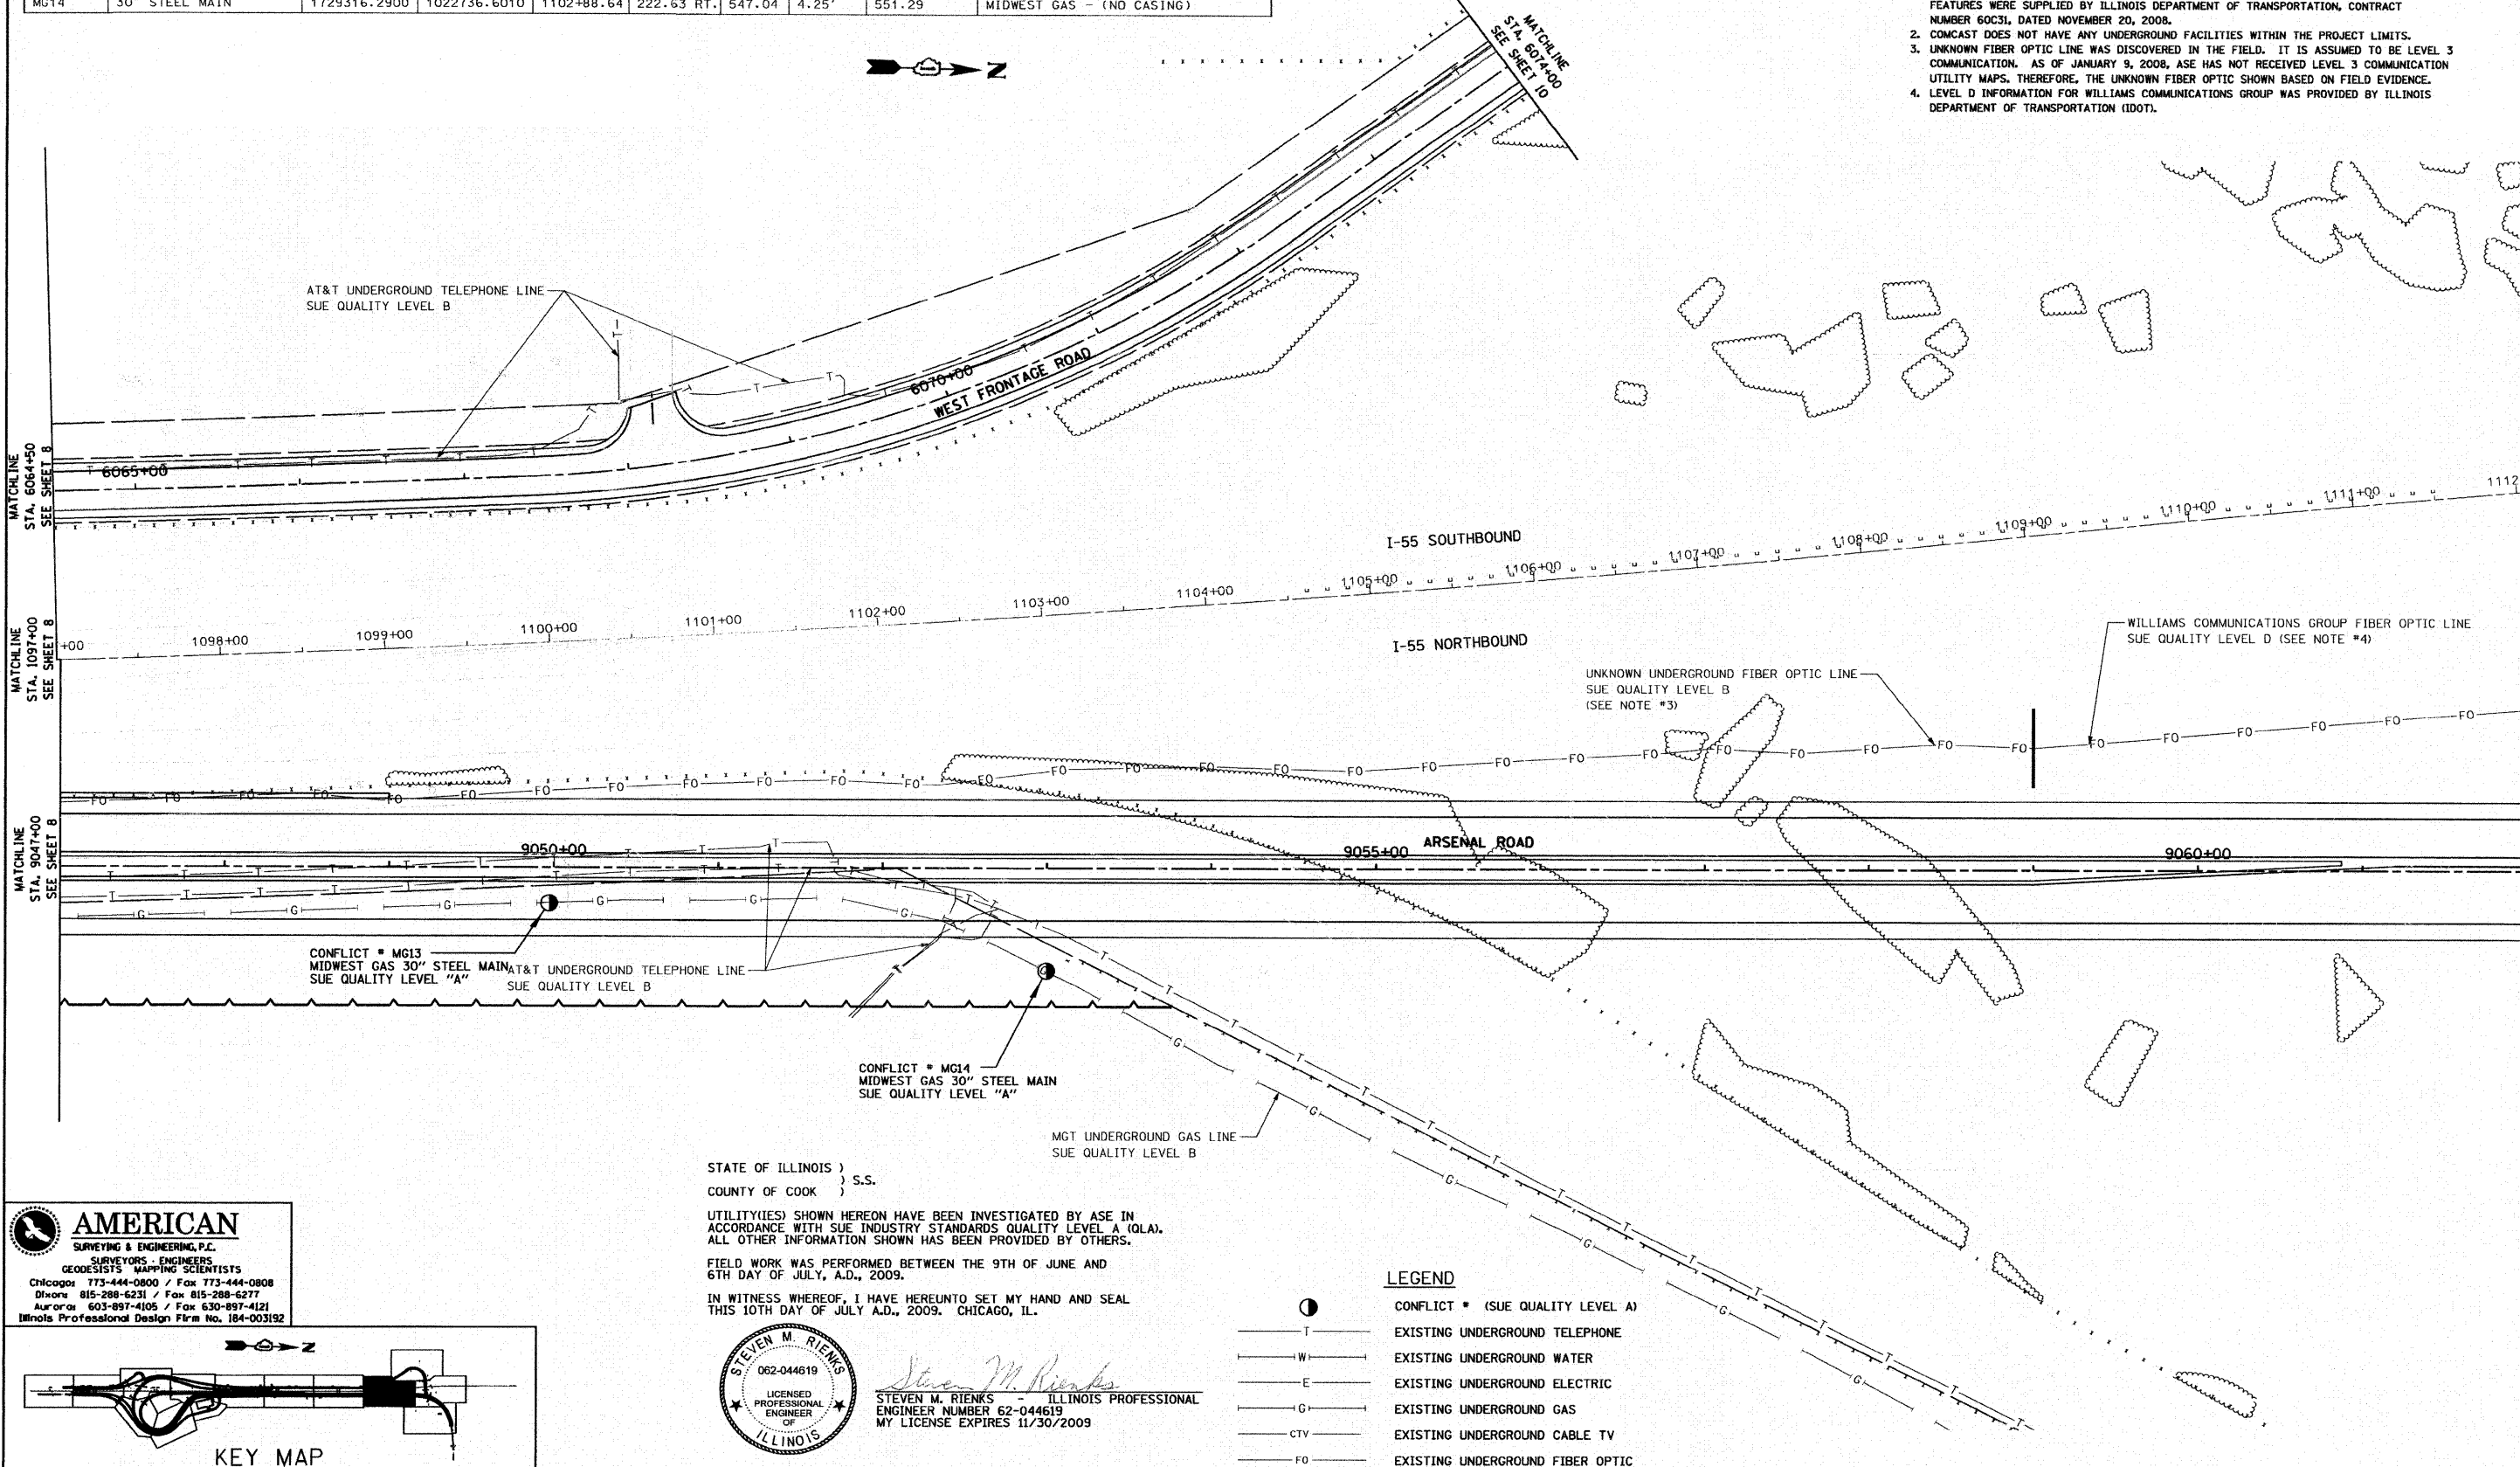 MG14 30" STEEL MAIN 1729316.2900 1022736.6010 1102+88.64 222.63 RT. 547.04 4.25' 551.29 MIDWEST GAS - (NO CASING)
FEATURES WERE SUPPLIED BY ILLINOIS DEPARTMENT OF TRANSPORTATION, CONTRACT
NUMBER 60C31, DATED NOVEMBER 20, 2008.
2. COMCAST DOES NOT HAVE ANY UNDERGROUND FACILITIES WITHIN THE PROJECT LIMITS.
3. UNKNOWN FIBER OPTIC LINE WAS DISCOVERED IN THE FIELD. IT IS ASSUMED TO BE LEVEL 3
COMMUNICATION. AS OF JANUARY 9, 2008, ASE HAS NOT RECEIVED LEVEL 3 COMMUNICATION
UTILITY MAPS. THEREFORE, THE UNKNOWN FIBER OPTIC SHOWN BASED ON FIELD EVIDENCE.
4. LEVEL D INFORMATION FOR WILLIAMS COMMUNICATIONS GROUP WAS PROVIDED BY ILLINOIS
DEPARTMENT OF TRANSPORTATION (IDOT).
N
MATCHLINE
STA. 6074+00
SEE SHEET 10
AT&T UNDERGROUND TELEPHONE LINE
SUE QUALITY LEVEL B
6070+00
WEST FRONTAGE ROAD
6065+00
MATCHLINE
STA. 6064+50
SEE SHEET 8
I-55 SOUTHBOUND
+00 1098+00 1099+00 1100+00 1101+00 1102+00 1103+00 1104+00 1105+00 1106+00 1107+00 1108+00 1109+00 1110+00 1111+00 1112
I-55 NORTHBOUND
MATCHLINE
STA. 1097+00
SEE SHEET 8
WILLIAMS COMMUNICATIONS GROUP FIBER OPTIC LINE
SUE QUALITY LEVEL D (SEE NOTE #4)
UNKNOWN UNDERGROUND FIBER OPTIC LINE
SUE QUALITY LEVEL B
(SEE NOTE #3)
MATCHLINE
STA. 9047+00
SEE SHEET 8
9050+00 9055+00 ARSENAL ROAD 9060+00
CONFLICT # MG13
MIDWEST GAS 30" STEEL MAIN
SUE QUALITY LEVEL "A"
AT&T UNDERGROUND TELEPHONE LINE
SUE QUALITY LEVEL B
CONFLICT # MG14
MIDWEST GAS 30" STEEL MAIN
SUE QUALITY LEVEL "A"
MGT UNDERGROUND GAS LINE
SUE QUALITY LEVEL B
STATE OF ILLINOIS )
) S.S.
COUNTY OF COOK )
UTILITY(IES) SHOWN HEREON HAVE BEEN INVESTIGATED BY ASE IN
ACCORDANCE WITH SUE INDUSTRY STANDARDS QUALITY LEVEL A (QLA).
ALL OTHER INFORMATION SHOWN HAS BEEN PROVIDED BY OTHERS.
FIELD WORK WAS PERFORMED BETWEEN THE 9TH OF JUNE AND
6TH DAY OF JULY, A.D., 2009.
IN WITNESS WHEREOF, I HAVE HEREUNTO SET MY HAND AND SEAL
THIS 10TH DAY OF JULY A.D., 2009. CHICAGO, IL.
STEVEN M. RIENKS
062-044619
LICENSED
PROFESSIONAL
ENGINEER
OF
ILLINOIS
Steven M. Rienks
STEVEN M. RIENKS - ILLINOIS PROFESSIONAL
ENGINEER NUMBER 62-044619
MY LICENSE EXPIRES 11/30/2009
AMERICAN
SURVEYING & ENGINEERING, P.C.
SURVEYORS · ENGINEERS
GEODESISTS MAPPING SCIENTISTS
Chicago: 773-444-0800 / Fax 773-444-0808
Dixon: 815-288-6231 / Fax 815-288-6277
Aurora: 603-897-4105 / Fax 630-897-4121
Illinois Professional Design Firm No. 184-003192
N
KEY MAP
LEGEND
CONFLICT # (SUE QUALITY LEVEL A)
T EXISTING UNDERGROUND TELEPHONE
W EXISTING UNDERGROUND WATER
E EXISTING UNDERGROUND ELECTRIC
G EXISTING UNDERGROUND GAS
CTV EXISTING UNDERGROUND CABLE TV
FO EXISTING UNDERGROUND FIBER OPTIC